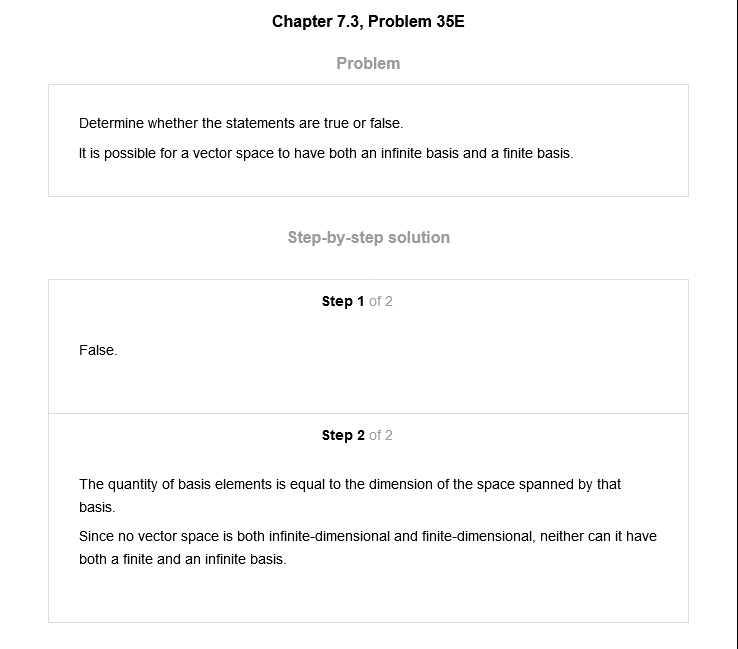 Chapter 7.3, Problem 35E
Problem
Determine whether the statements are true or false.
It is possible for a vector space to have both an infinite basis and a finite basis.
Step-by-step solution
Step 1 of 2
False.
Step 2 of 2
The quantity of basis elements is equal to the dimension of the space spanned by that
basis.
Since no vector space is both infinite-dimensional and finite-dimensional, neither can it have
both a finite and an infinite basis.